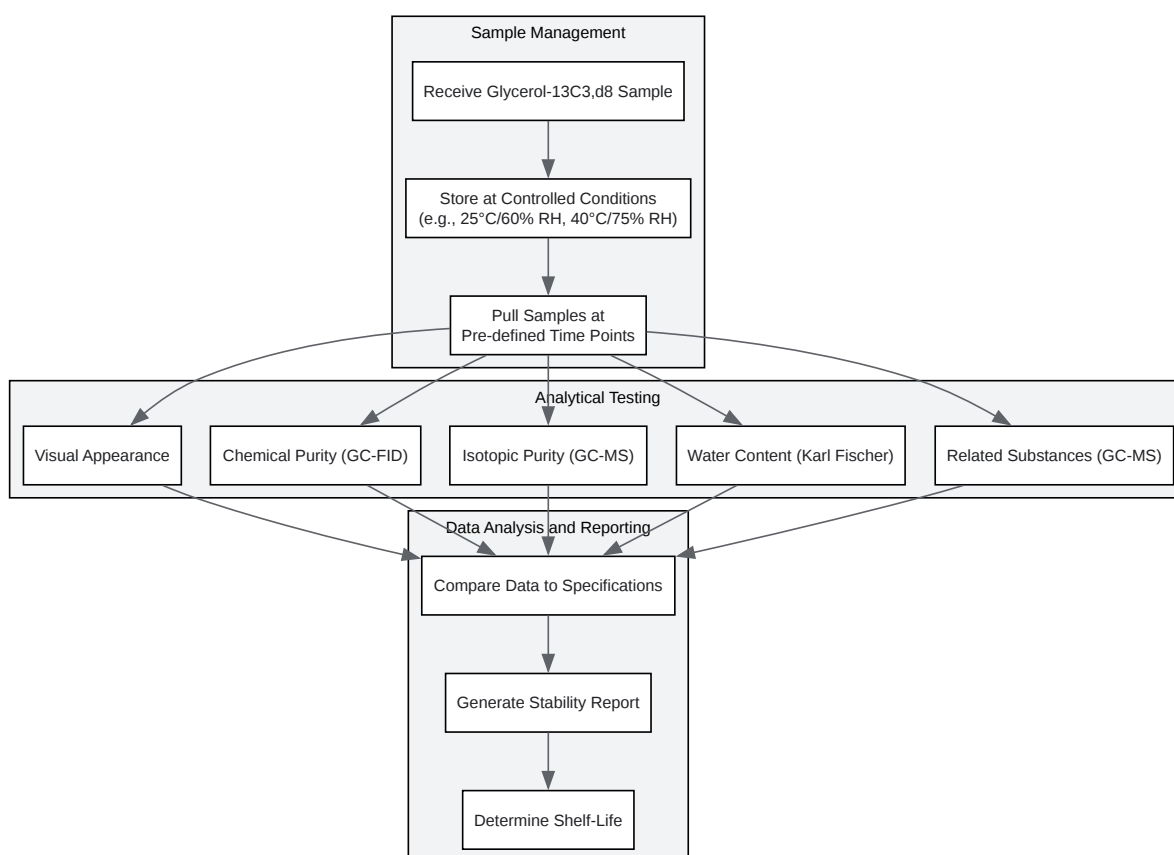 Sample Management
Receive Glycerol-13C3,d8 Sample
Store at Controlled Conditions
(e.g., 25°C/60% RH, 40°C/75% RH)
Pull Samples at
Pre-defined Time Points
Analytical Testing
Visual Appearance
Chemical Purity (GC-FID)
Isotopic Purity (GC-MS)
Water Content (Karl Fischer)
Related Substances (GC-MS)
Data Analysis and Reporting
Compare Data to Specifications
Generate Stability Report
Determine Shelf-Life